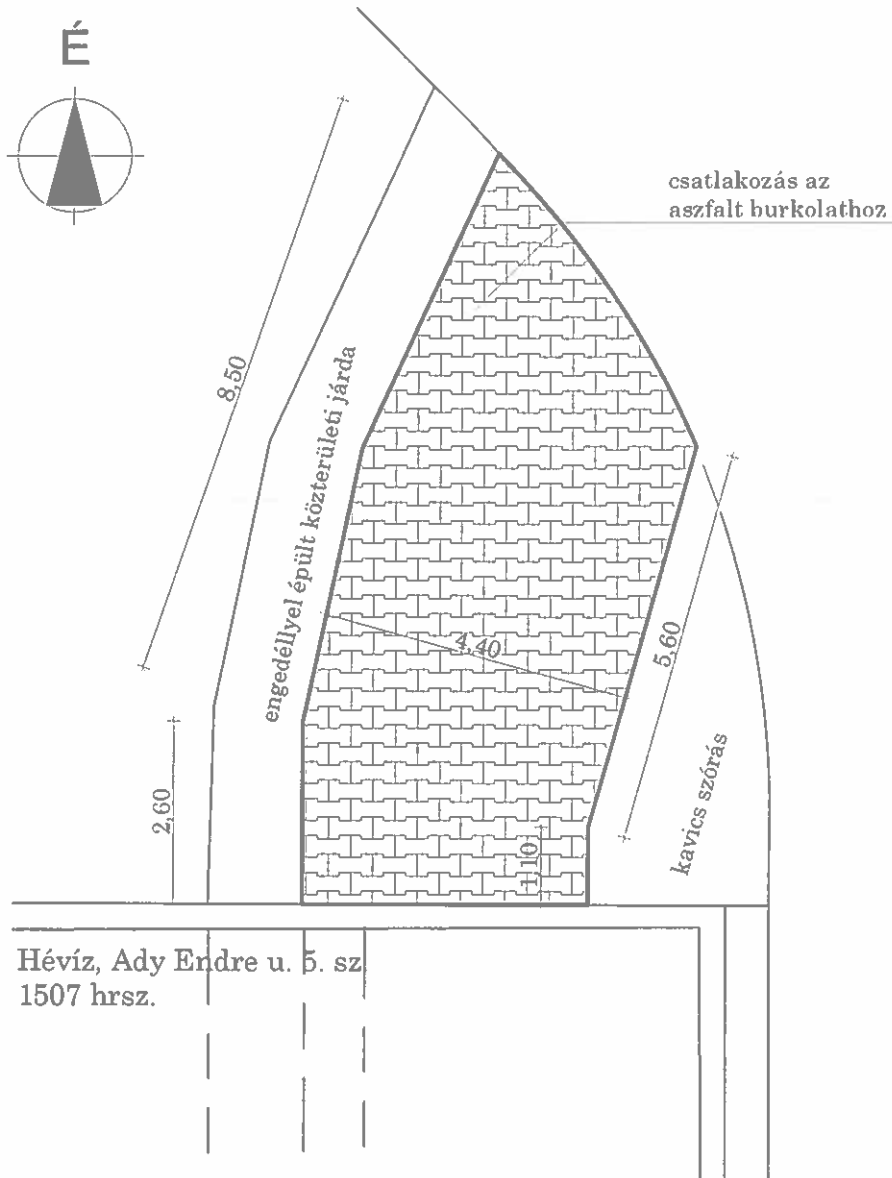 É
csatlakozás az
aszfalt burkolathoz
8,50
engedéllyel épült közterületi járda
4,40
5,60
2,60
1,10
kavics szórás
Hévíz, Ady Endre u. 5. sz
1507 hrsz.